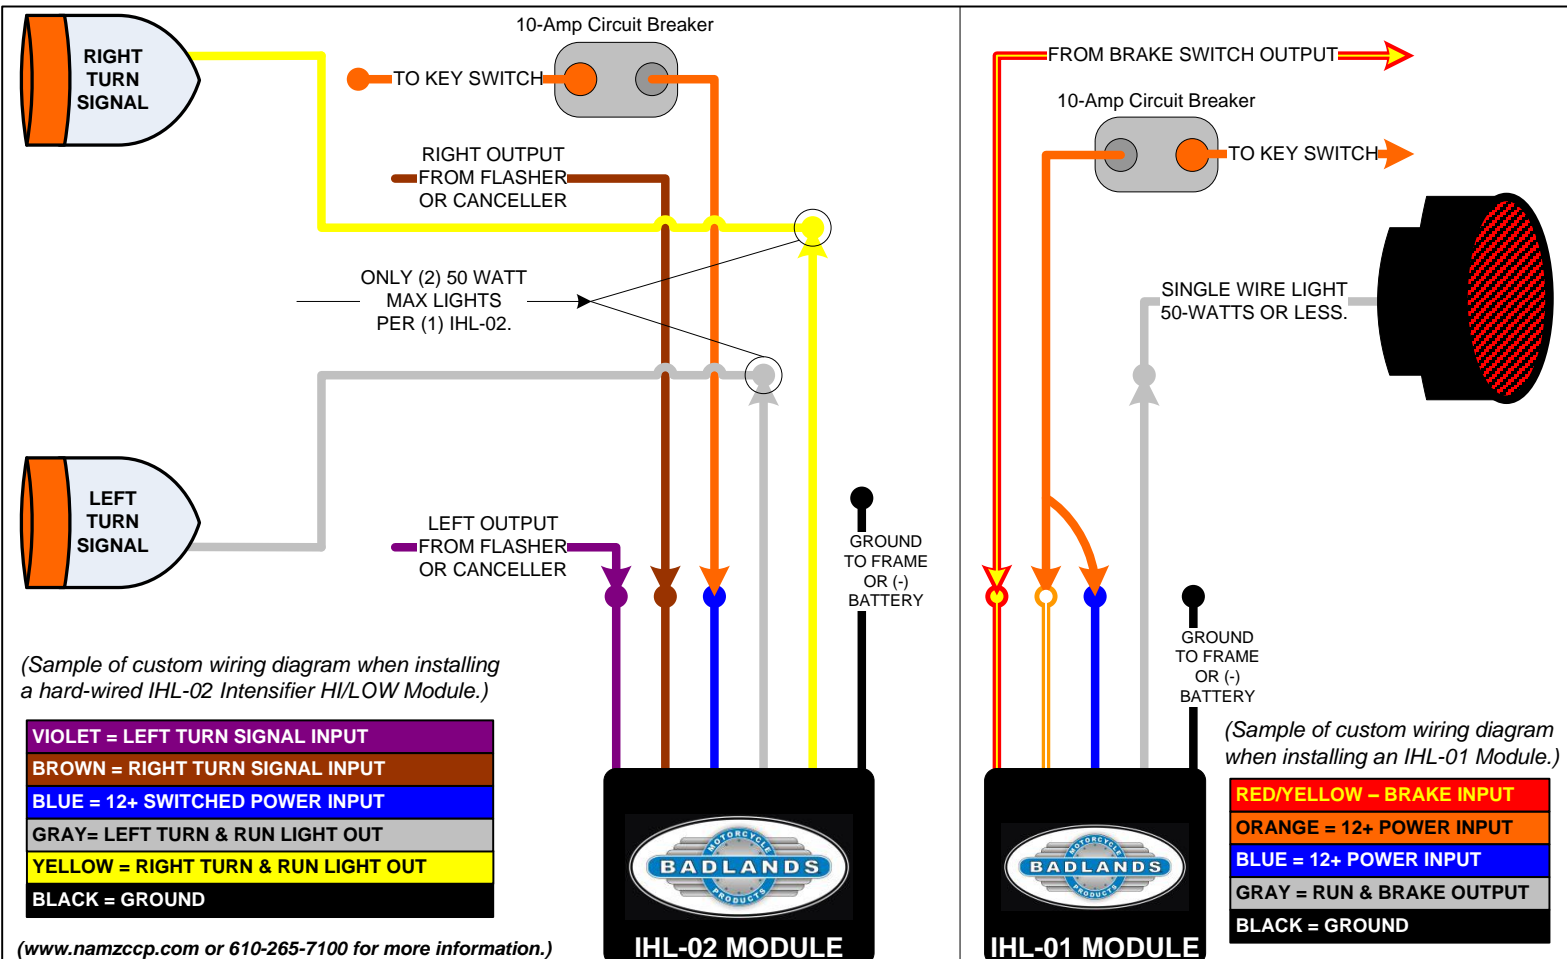 RIGHT
TURN
SIGNAL
10-Amp Circuit Breaker
TO KEY SWITCH
RIGHT OUTPUT
FROM FLASHER
OR CANCELLER
ONLY (2) 50 WATT
MAX LIGHTS
PER (1) IHL-02.
LEFT
TURN
SIGNAL
LEFT OUTPUT
FROM FLASHER
OR CANCELLER
GROUND
TO FRAME
OR (-)
BATTERY
(Sample of custom wiring diagram when installing
a hard-wired IHL-02 Intensifier HI/LOW Module.)
VIOLET = LEFT TURN SIGNAL INPUT
BROWN = RIGHT TURN SIGNAL INPUT
BLUE = 12+ SWITCHED POWER INPUT
GRAY= LEFT TURN & RUN LIGHT OUT
YELLOW = RIGHT TURN & RUN LIGHT OUT
BLACK = GROUND
(www.namzccp.com or 610-265-7100 for more information.)
MOTORCYCLE
BADLANDS
PRODUCTS
IHL-02 MODULE
FROM BRAKE SWITCH OUTPUT
10-Amp Circuit Breaker
TO KEY SWITCH
SINGLE WIRE LIGHT
50-WATTS OR LESS.
GROUND
TO FRAME
OR (-)
BATTERY
(Sample of custom wiring diagram
when installing an IHL-01 Module.)
RED/YELLOW – BRAKE INPUT
ORANGE = 12+ POWER INPUT
BLUE = 12+ POWER INPUT
GRAY = RUN & BRAKE OUTPUT
BLACK = GROUND
MOTORCYCLE
BADLANDS
PRODUCTS
IHL-01 MODULE